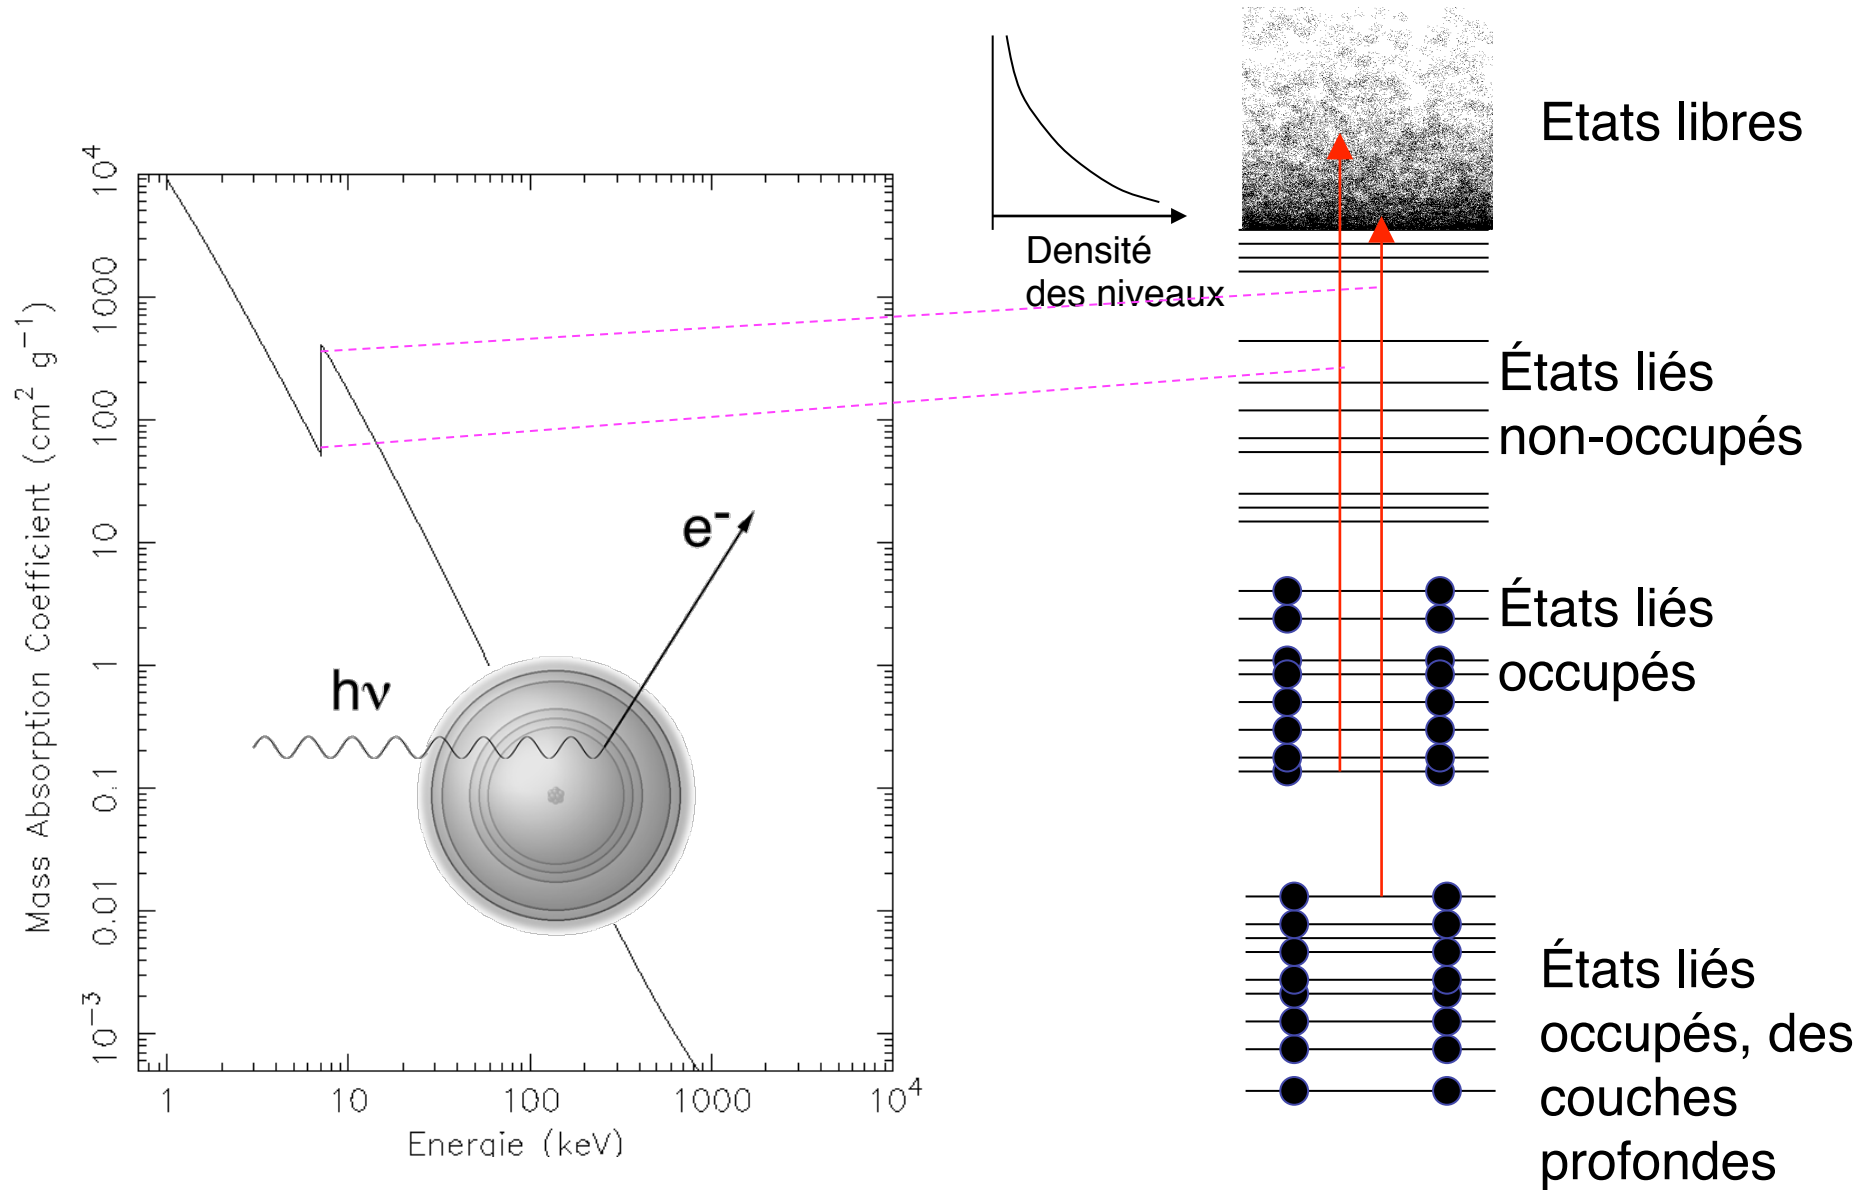 Mass Absorption Coefficient (cm² g⁻¹)
10⁴
1000
100
10
1
0.1
0.01
10⁻³
1
10
100
1000
10⁴
Energie (keV)
hν
e⁻
Densité
des niveaux
Etats libres
États liés
non-occupés
États liés
occupés
États liés
occupés, des
couches
profondes